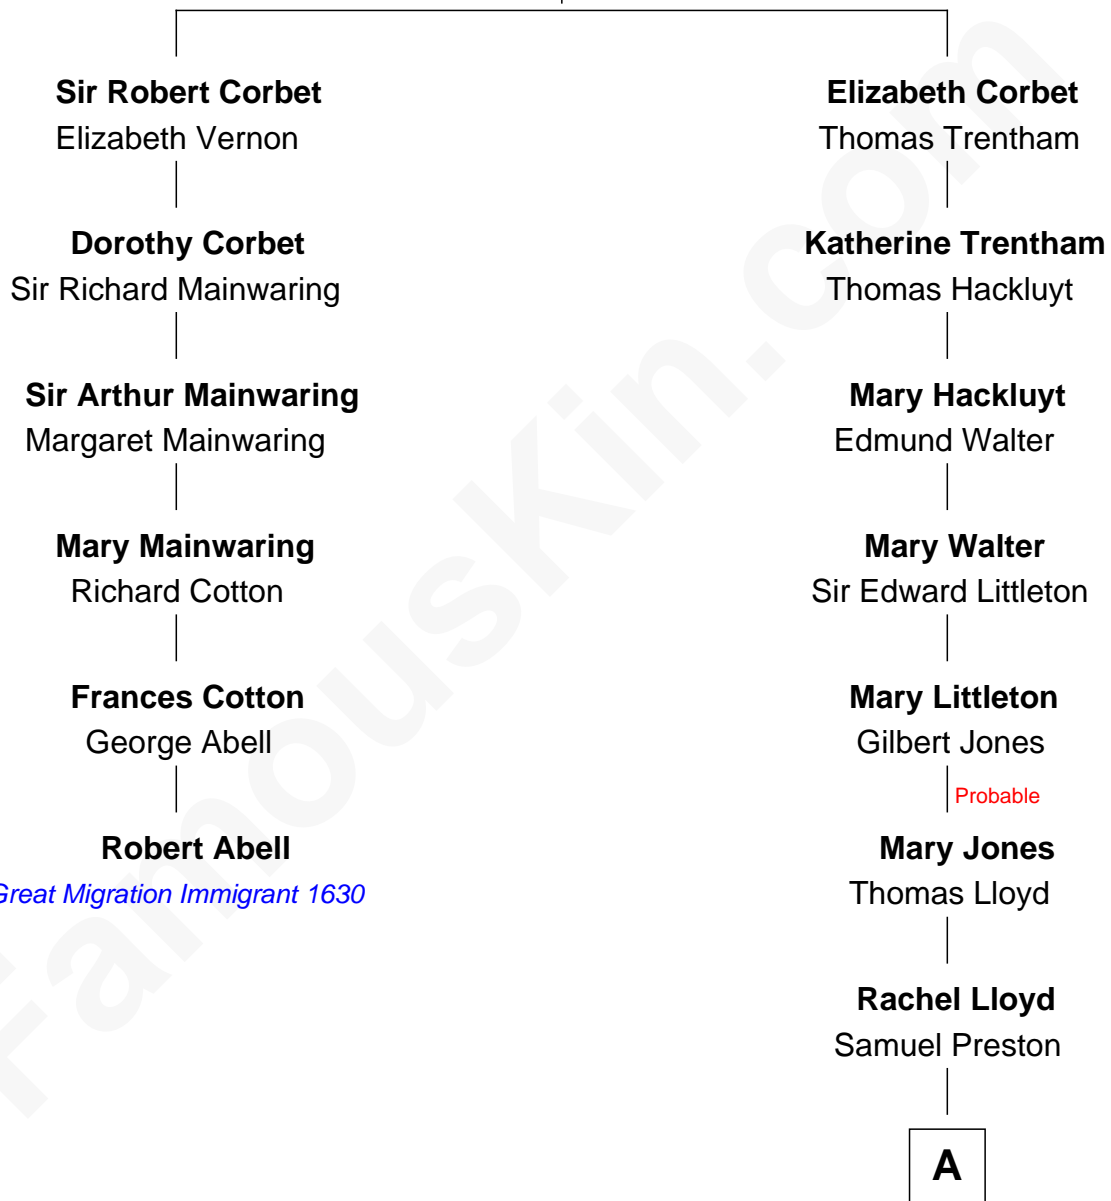 Sir Robert Corbet
Elizabeth Vernon
Dorothy Corbet
Sir Richard Mainwaring
Sir Arthur Mainwaring
Margaret Mainwaring
Mary Mainwaring
Richard Cotton
Frances Cotton
George Abell
Robert Abell
Great Migration Immigrant 1630
Elizabeth Corbet
Thomas Trentham
Katherine Trentham
Thomas Hackluyt
Mary Hackluyt
Edmund Walter
Mary Walter
Sir Edward Littleton
Mary Littleton
Gilbert Jones
Probable
Mary Jones
Thomas Lloyd
Rachel Lloyd
Samuel Preston
A
FamousKin.com